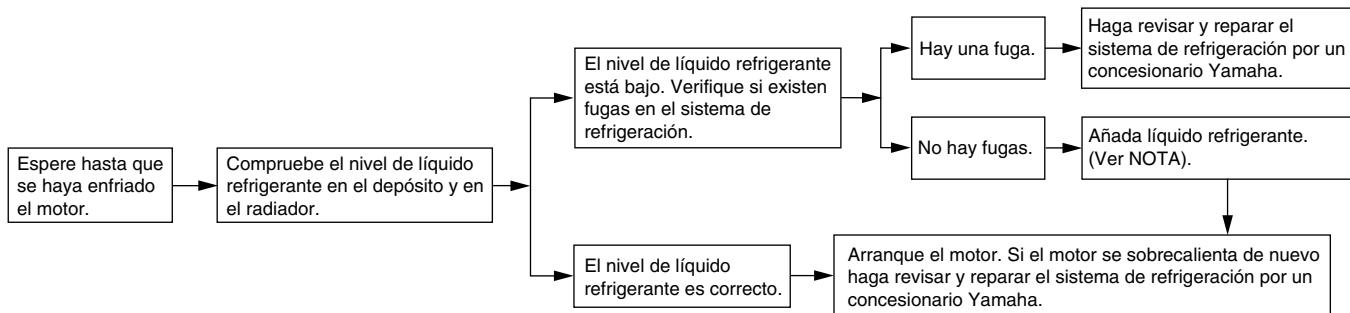 Espere hasta que
se haya enfriado
el motor.
Compruebe el nivel de líquido
refrigerante en el depósito y en
el radiador.
El nivel de líquido refrigerante
está bajo. Verifique si existen
fugas en el sistema de
refrigeración.
Hay una fuga.
Haga revisar y reparar el
sistema de refrigeración por un
concesionario Yamaha.
No hay fugas.
Añada líquido refrigerante.
(Ver NOTA).
El nivel de líquido
refrigerante es correcto.
Arranque el motor. Si el motor se sobrecalienta de nuevo
haga revisar y reparar el sistema de refrigeración por un
concesionario Yamaha.